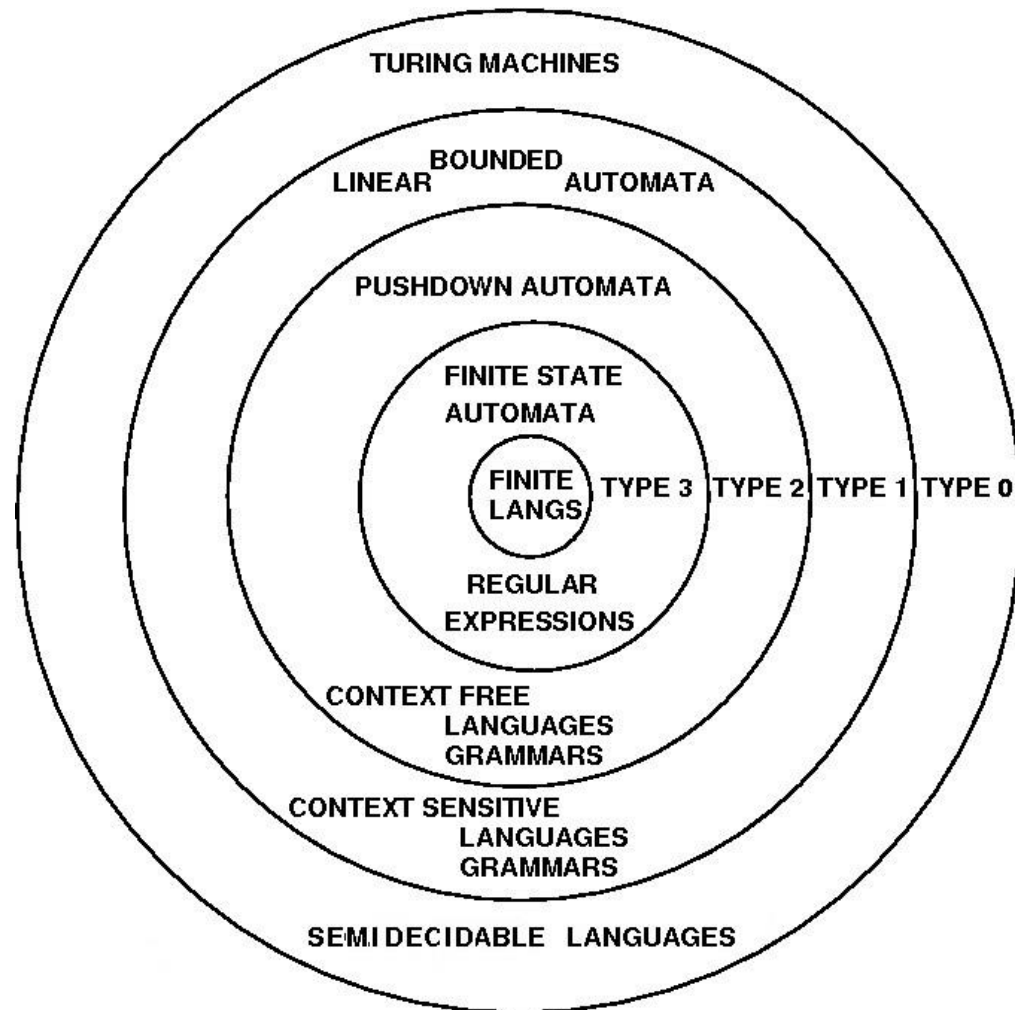 TURING MACHINES
BOUNDED
LINEAR AUTOMATA
PUSHDOWN AUTOMATA
FINITE STATE
AUTOMATA
FINITE
LANGS
TYPE 3 TYPE 2 TYPE 1 TYPE 0
REGULAR
EXPRESSIONS
CONTEXT FREE
LANGUAGES
GRAMMARS
CONTEXT SENSITIVE
LANGUAGES
GRAMMARS
SEMIDECIDABLE LANGUAGES